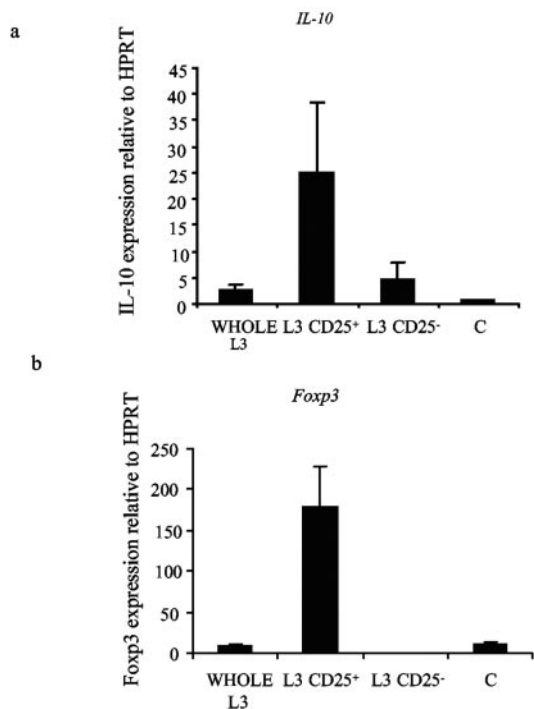 a
IL-10
IL-10 expression relative to HPRT
45
40
35
30
25
20
15
10
5
0
WHOLE L3 CD25⁺ L3 CD25⁻ C
L3
b
Foxp3
Foxp3 expression relative to HPRT
250
200
150
100
50
0
WHOLE L3 CD25⁺ L3 CD25⁻ C
L3